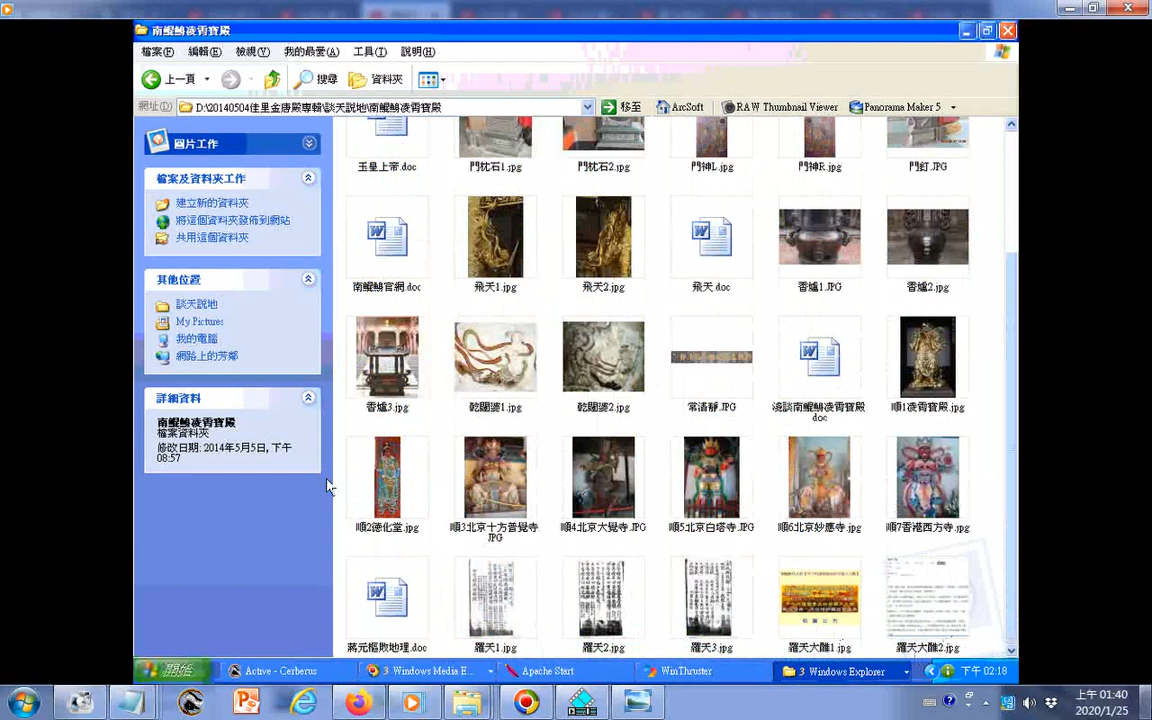 南鯤鯓凌霄寶殿
檔案(F) 編輯(E) 檢視(V) 我的最愛(A) 工具(T) 說明(H)
上一頁 搜尋 資料夾
網址(D) D:\20140504佳里金唐殿專輯\談天說地\南鯤鯓凌霄寶殿 移至 ArcSoft RAW Thumbnail Viewer Panorama Maker 5
圖片工作
檔案及資料夾工作
建立新的資料夾
將這個資料夾發佈到網站
共用這個資料夾
其他位置
談天說地
My Pictures
我的電腦
網路上的芳鄰
詳細資料
南鯤鯓凌霄寶殿
檔案資料夾
修改日期: 2014年5月5日, 下午
08:57
玉皇上帝.doc 門枕石1.jpg 門枕石2.jpg 門神L.jpg 門神R.jpg 門釘.JPG
南鯤鯓官網.doc 飛天1.jpg 飛天2.jpg 飛天.doc 香爐1.JPG 香爐2.jpg
香爐3.jpg 乾闥婆1.jpg 乾闥婆2.jpg 常清靜.JPG 淺談南鯤鯓凌霄寶殿.doc 順1凌霄寶殿.jpg
順2德化堂.jpg 順3北京十方普覺寺.JPG 順4北京大覺寺.JPG 順5北京白塔寺.JPG 順6北京妙應寺.jpg 順7香港西方寺.jpg
蔣元樞敗地理.doc 羅天1.jpg 羅天2.jpg 羅天3.jpg 羅天大醮1.jpg 羅天大醮2.jpg
開始 Active - Cerberus 3 Windows Media E... Apache Start WinThruster 3 Windows Explorer 下午 02:18
上午 01:40
2020/1/25